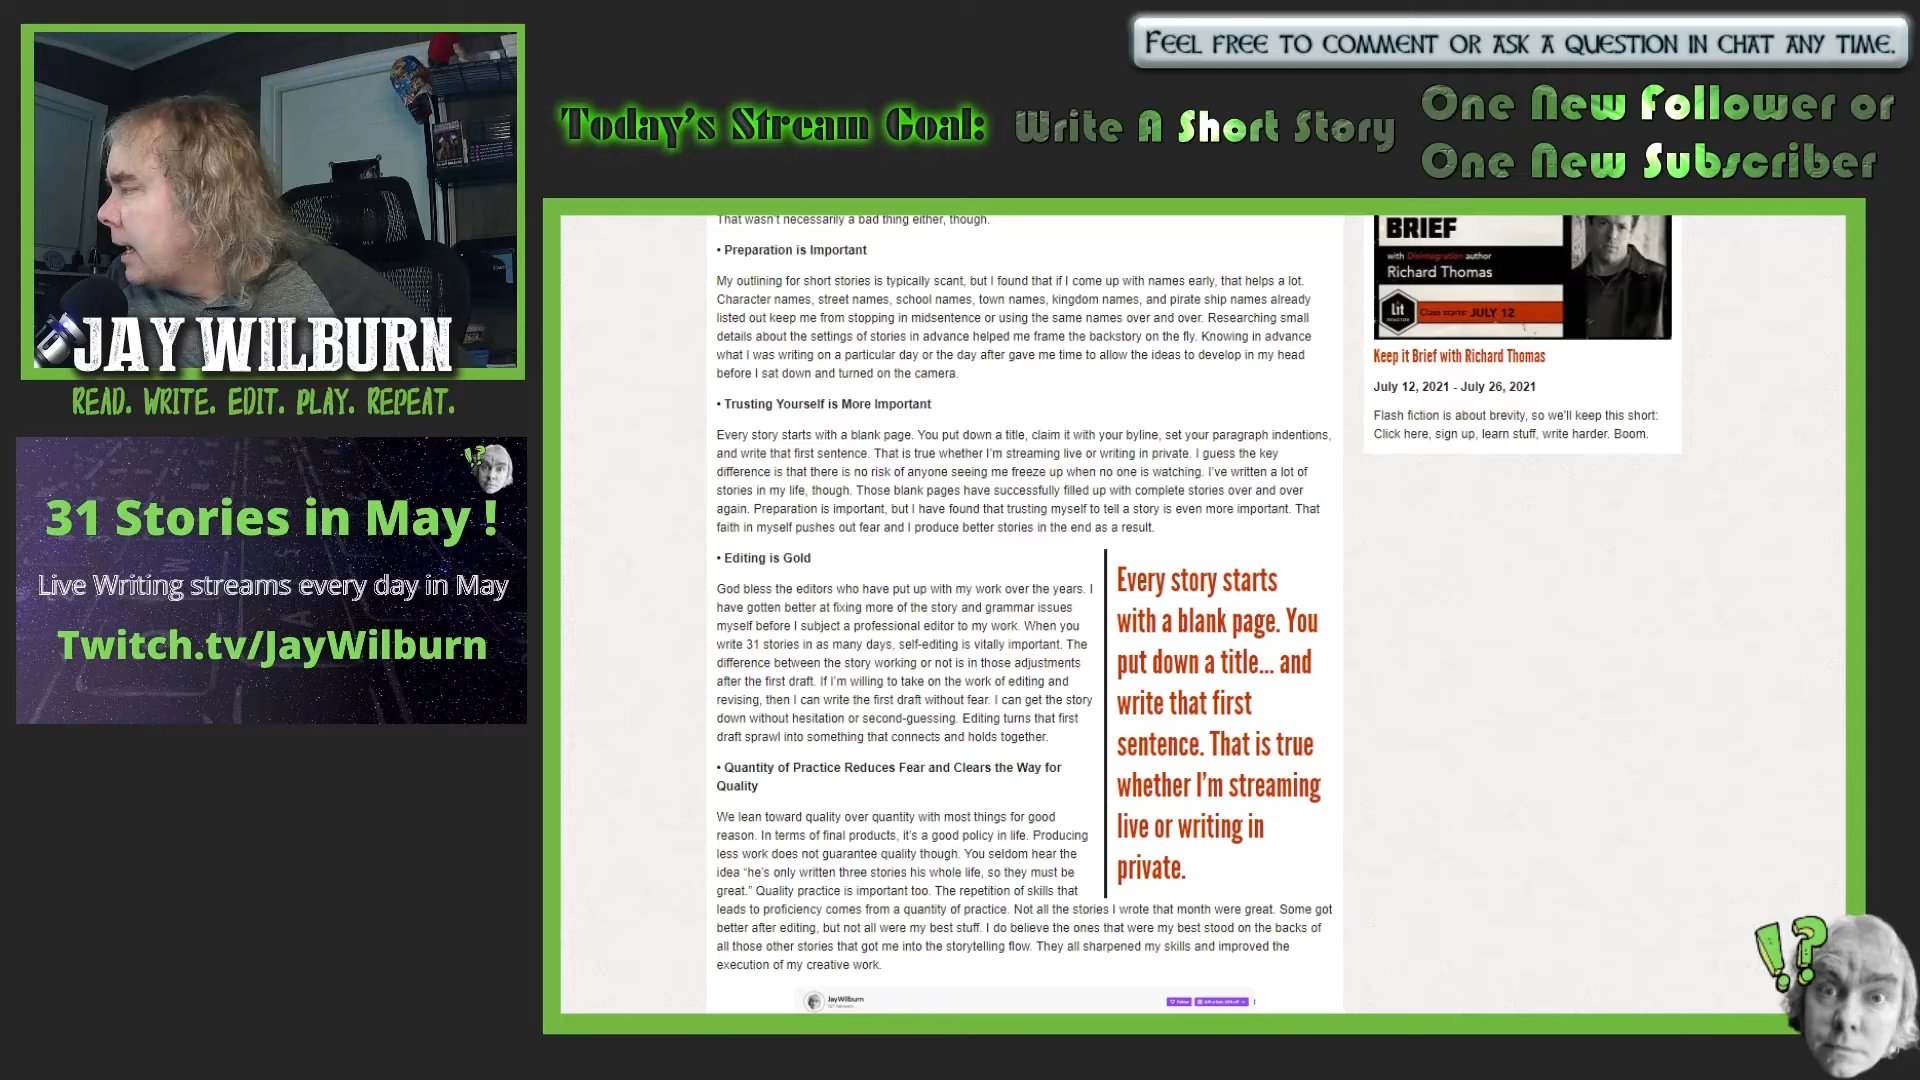 FEEL FREE TO COMMENT OR ASK A QUESTION IN CHAT ANY TIME.
Today's Stream Goal:
Write A Short Story
One New Follower or
One New Subscriber
JAY WILBURN
READ. WRITE. EDIT. PLAY. REPEAT.
!?
31 Stories in May !
Live Writing streams every day in May
Twitch.tv/JayWilburn
That wasn't necessarily a bad thing either, though.
• Preparation is Important
My outlining for short stories is typically scant, but I found that if I come up with names early, that helps a lot.
Character names, street names, school names, town names, kingdom names, and pirate ship names already
listed out keep me from stopping in midsentence or using the same names over and over. Researching small
details about the settings of stories in advance helped me frame the backstory on the fly. Knowing in advance
what I was writing on a particular day or the day after gave me time to allow the ideas to develop in my head
before I sat down and turned on the camera.
• Trusting Yourself is More Important
Every story starts with a blank page. You put down a title, claim it with your byline, set your paragraph indentions,
and write that first sentence. That is true whether I'm streaming live or writing in private. I guess the key
difference is that there is no risk of anyone seeing me freeze up when no one is watching. I've written a lot of
stories in my life, though. Those blank pages have successfully filled up with complete stories over and over
again. Preparation is important, but I have found that trusting myself to tell a story is even more important. That
faith in myself pushes out fear and I produce better stories in the end as a result.
• Editing is Gold
God bless the editors who have put up with my work over the years. I
have gotten better at fixing more of the story and grammar issues
myself before I subject a professional editor to my work. When you
write 31 stories in as many days, self-editing is vitally important. The
difference between the story working or not is in those adjustments
after the first draft. If I'm willing to take on the work of editing and
revising, then I can write the first draft without fear. I can get the story
down without hesitation or second-guessing. Editing turns that first
draft sprawl into something that connects and holds together.
• Quantity of Practice Reduces Fear and Clears the Way for
Quality
We lean toward quality over quantity with most things for good
reason. In terms of final products, it's a good policy in life. Producing
less work does not guarantee quality though. You seldom hear the
idea “he's only written three stories his whole life, so they must be
great.” Quality practice is important too. The repetition of skills that
leads to proficiency comes from a quantity of practice. Not all the stories I wrote that month were great. Some got
better after editing, but not all were my best stuff. I do believe the ones that were my best stood on the backs of
all those other stories that got me into the storytelling flow. They all sharpened my skills and improved the
execution of my creative work.
Every story starts
with a blank page. You
put down a title... and
write that first
sentence. That is true
whether I'm streaming
live or writing in
private.
JayWilburn
Follow
BRIEF
with Disintegration author
Richard Thomas
Lit
Class starts: JULY 12
Keep it Brief with Richard Thomas
July 12, 2021 - July 26, 2021
Flash fiction is about brevity, so we'll keep this short:
Click here, sign up, learn stuff, write harder. Boom.
!?